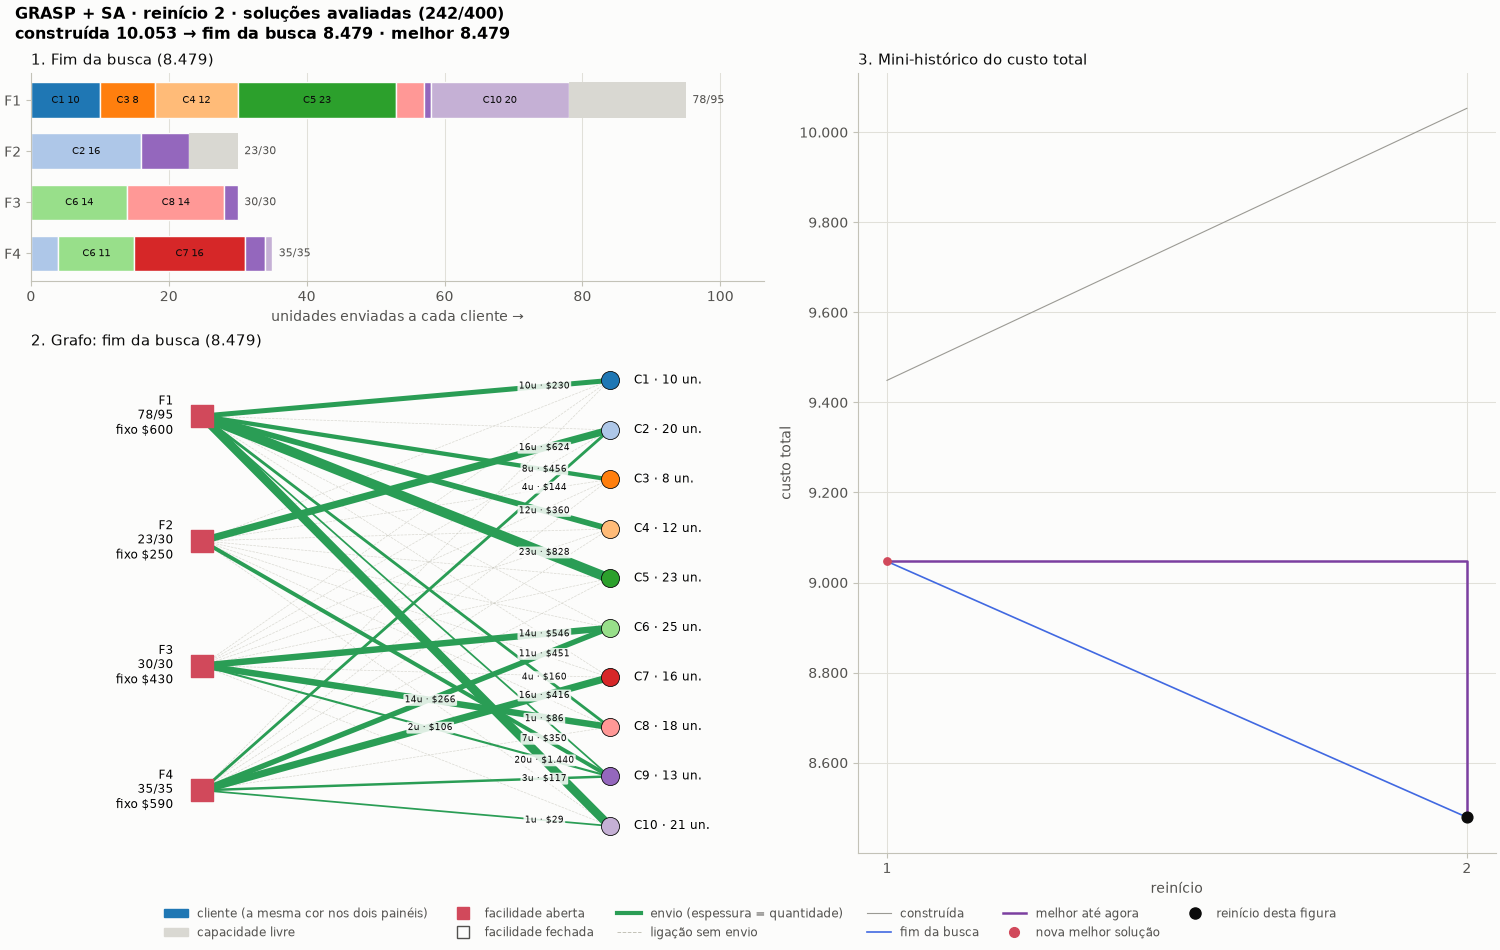 GRASP + SA · reinício 2 · soluções avaliadas (242/400)
construída 10.053 → fim da busca 8.479 · melhor 8.479
1. Fim da busca (8.479)
F1
C1 10
C3 8
C4 12
C5 23
C10 20
78/95
F2
C2 16
23/30
F3
C6 14
C8 14
30/30
F4
C6 11
C7 16
35/35
0 20 40 60 80 100
unidades enviadas a cada cliente →
2. Grafo: fim da busca (8.479)
F1
78/95
fixo $600
F2
23/30
fixo $250
F3
30/30
fixo $430
F4
35/35
fixo $590
10u · $230
16u · $624
8u · $456
4u · $144
12u · $360
23u · $828
14u · $546
11u · $451
4u · $160
16u · $416
14u · $266
1u · $86
2u · $106
7u · $350
20u · $1.440
3u · $117
1u · $29
C1 · 10 un.
C2 · 20 un.
C3 · 8 un.
C4 · 12 un.
C5 · 23 un.
C6 · 25 un.
C7 · 16 un.
C8 · 18 un.
C9 · 13 un.
C10 · 21 un.
3. Mini-histórico do custo total
10.000
9.800
9.600
9.400
9.200
9.000
8.800
8.600
custo total
1 2
reinício
cliente (a mesma cor nos dois painéis)
capacidade livre
facilidade aberta
facilidade fechada
envio (espessura = quantidade)
ligação sem envio
construída
fim da busca
melhor até agora
nova melhor solução
reinício desta figura